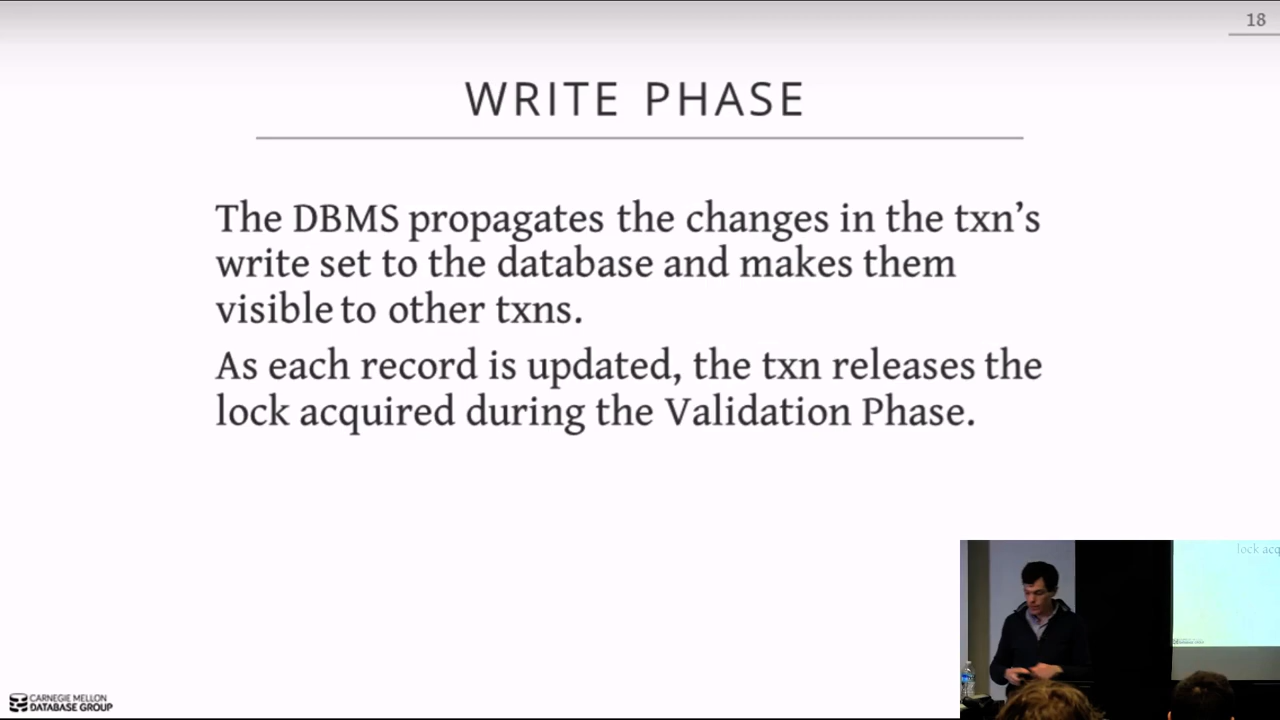 18
WRITE PHASE
The DBMS propagates the changes in the txn’s
write set to the database and makes them
visible to other txns.
As each record is updated, the txn releases the
lock acquired during the Validation Phase.
lock acq
CARNEGIE MELLON
DATABASE GROUP